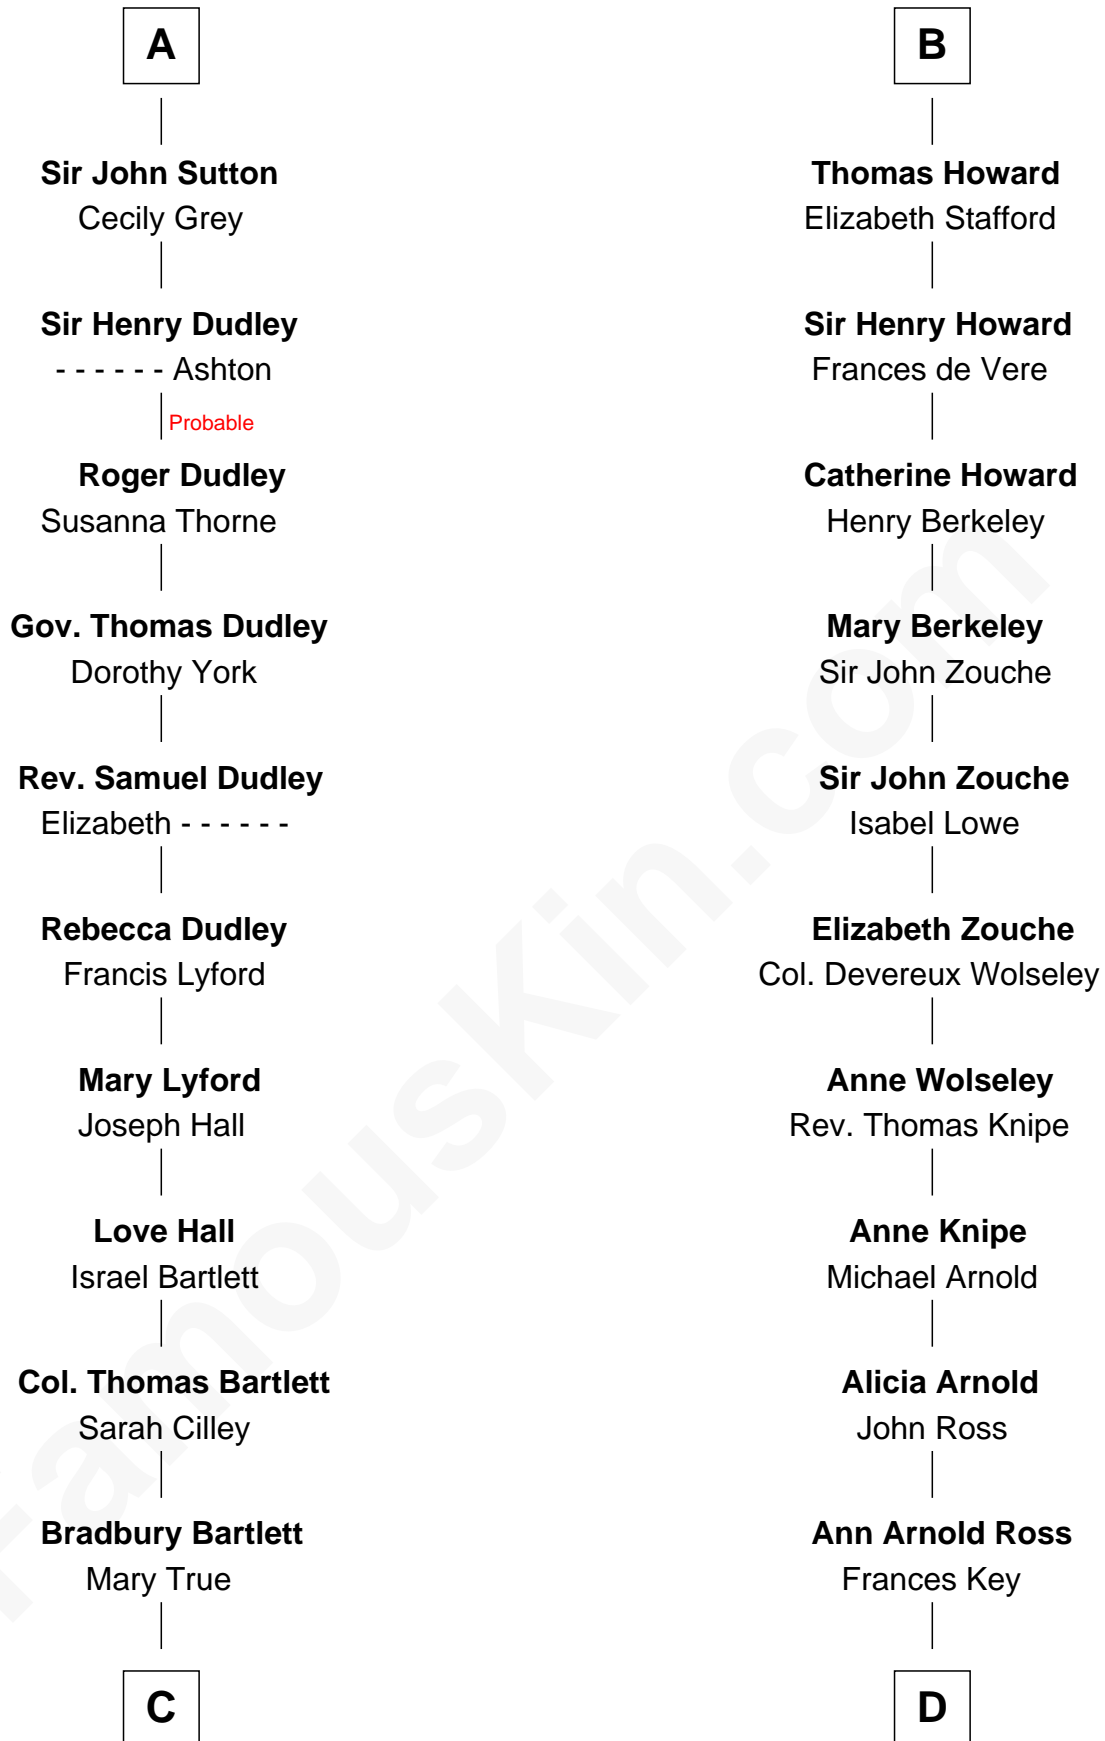 A
Sir John Sutton
Cecily Grey
Sir Henry Dudley
- - - - - - Ashton
Probable
Roger Dudley
Susanna Thorne
Gov. Thomas Dudley
Dorothy York
Rev. Samuel Dudley
Elizabeth - - - - - -
Rebecca Dudley
Francis Lyford
Mary Lyford
Joseph Hall
Love Hall
Israel Bartlett
Col. Thomas Bartlett
Sarah Cilley
Bradbury Bartlett
Mary True
C
B
Thomas Howard
Elizabeth Stafford
Sir Henry Howard
Frances de Vere
Catherine Howard
Henry Berkeley
Mary Berkeley
Sir John Zouche
Sir John Zouche
Isabel Lowe
Elizabeth Zouche
Col. Devereux Wolseley
Anne Wolseley
Rev. Thomas Knipe
Anne Knipe
Michael Arnold
Alicia Arnold
John Ross
Ann Arnold Ross
Frances Key
D
FamousKin.com